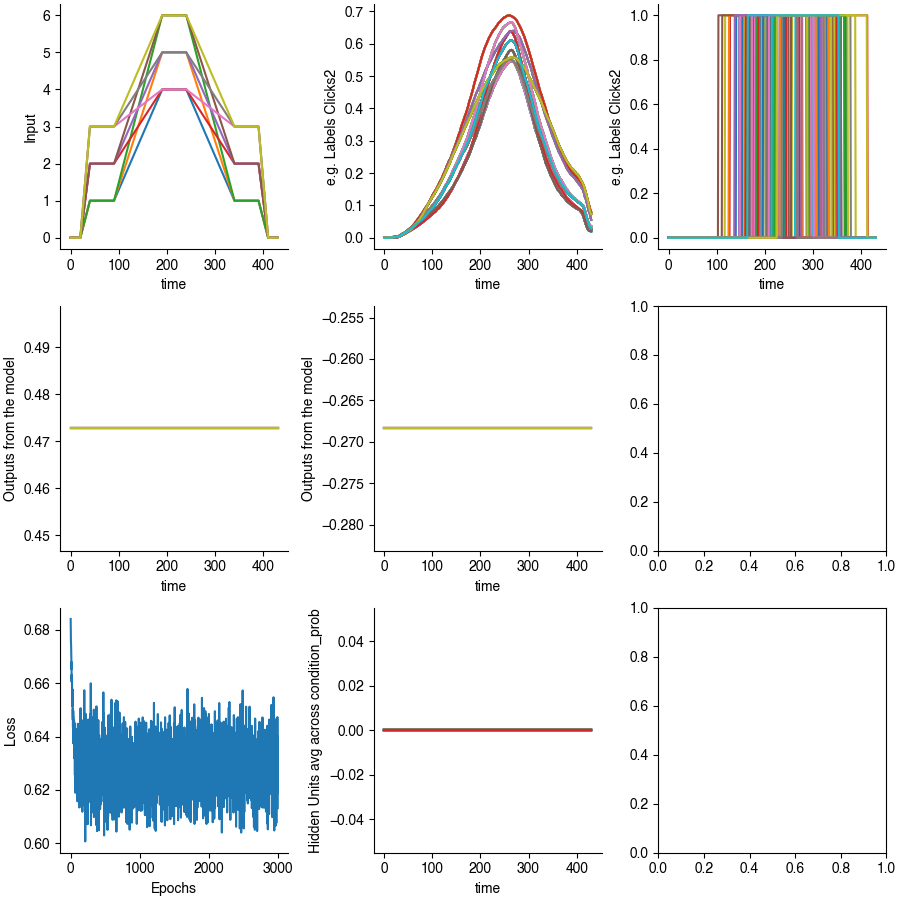 Input
6
5
4
3
2
1
0
0 100 200 300 400
time
e.g. Labels Clicks2
0.7
0.6
0.5
0.4
0.3
0.2
0.1
0.0
0 100 200 300 400
time
e.g. Labels Clicks2
1.0
0.8
0.6
0.4
0.2
0.0
0 100 200 300 400
time
Outputs from the model
0.49
0.48
0.47
0.46
0.45
0 100 200 300 400
time
Outputs from the model
−0.255
−0.260
−0.265
−0.270
−0.275
−0.280
0 100 200 300 400
time
1.0
0.8
0.6
0.4
0.2
0.0
0.0 0.2 0.4 0.6 0.8 1.0
Loss
0.68
0.66
0.64
0.62
0.60
0 1000 2000 3000
Epochs
Hidden Units avg across condition_prob
0.04
0.02
0.00
−0.02
−0.04
0 100 200 300 400
time
1.0
0.8
0.6
0.4
0.2
0.0
0.0 0.2 0.4 0.6 0.8 1.0